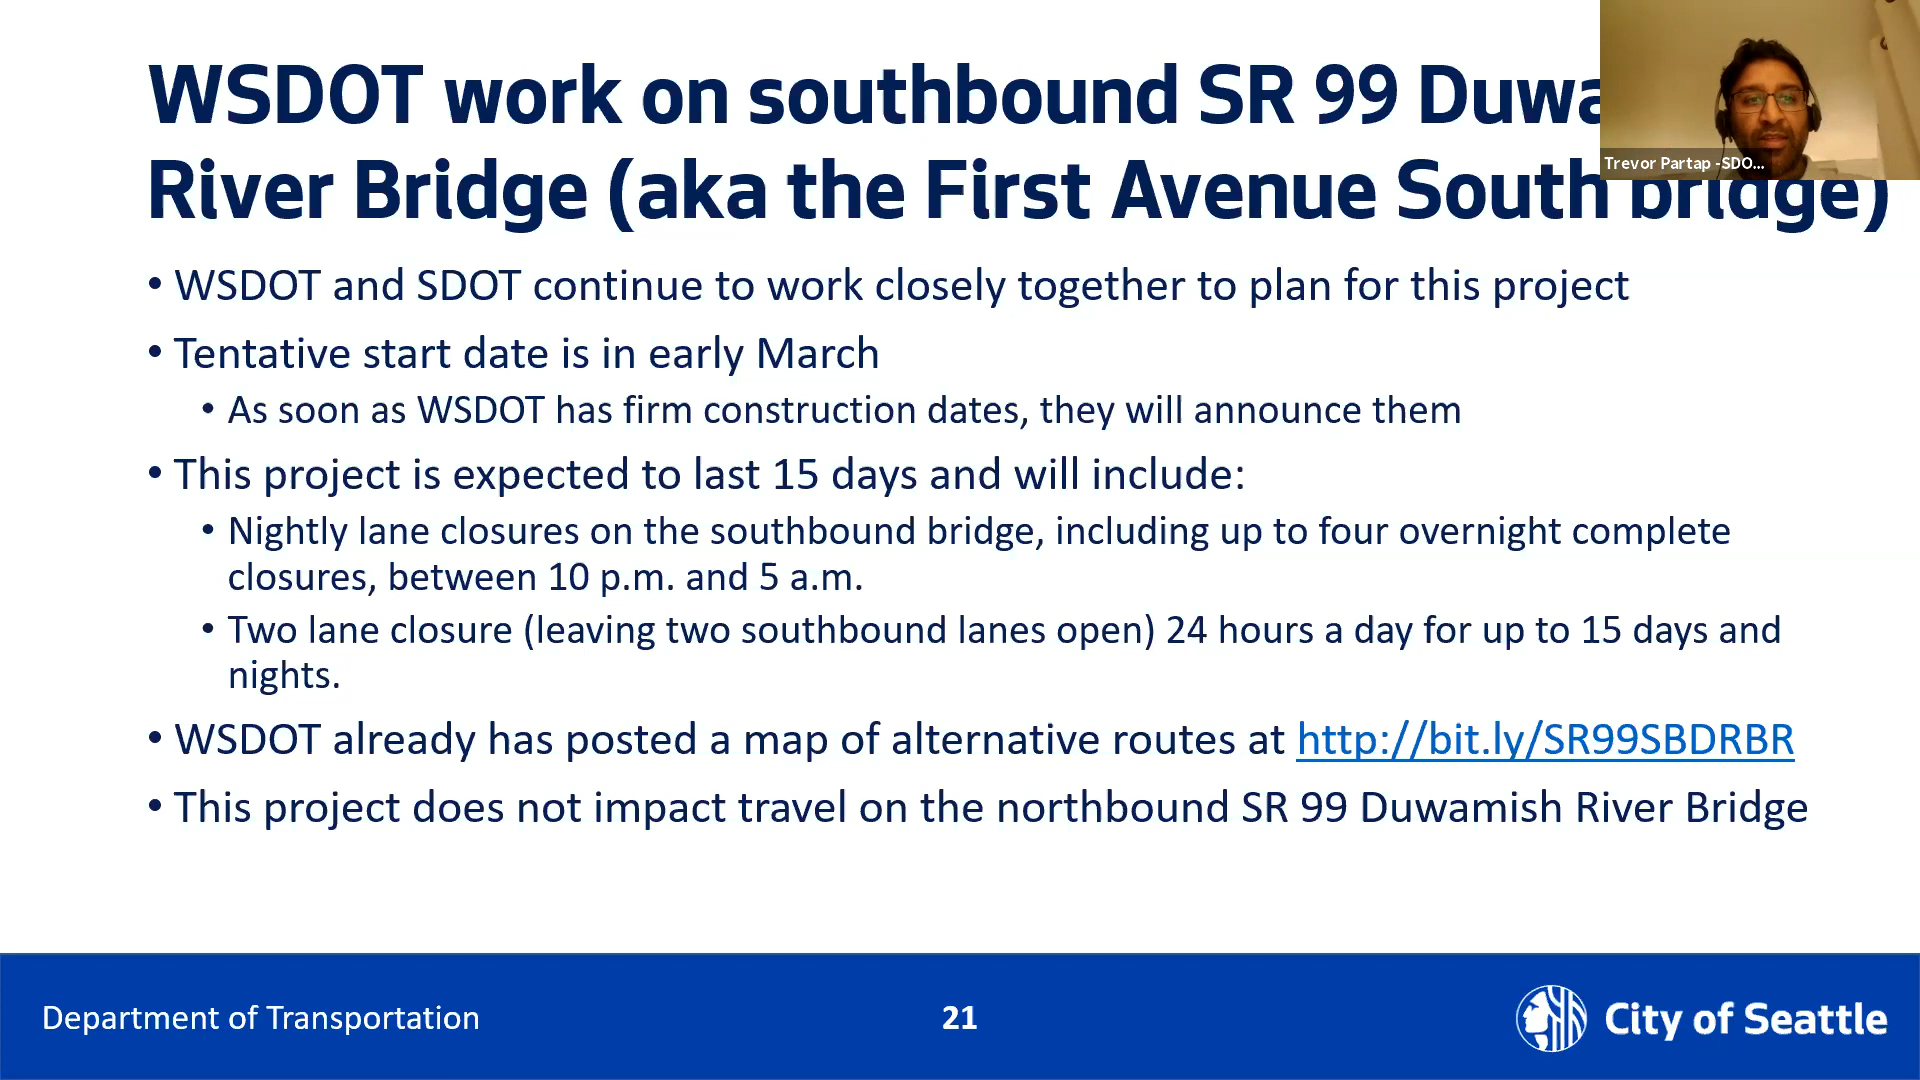 WSDOT work on southbound SR 99
River Bridge (aka the First Avenue South bridge)
Trevor Partap -SDO...
• WSDOT and SDOT continue to work closely together to plan for this project
• Tentative start date is in early March
• As soon as WSDOT has firm construction dates, they will announce them
• This project is expected to last 15 days and will include:
• Nightly lane closures on the southbound bridge, including up to four overnight complete
closures, between 10 p.m. and 5 a.m.
• Two lane closure (leaving two southbound lanes open) 24 hours a day for up to 15 days and
nights.
• WSDOT already has posted a map of alternative routes at http://bit.ly/SR99SBDRBR
• This project does not impact travel on the northbound SR 99 Duwamish River Bridge
Department of Transportation
21
City of Seattle